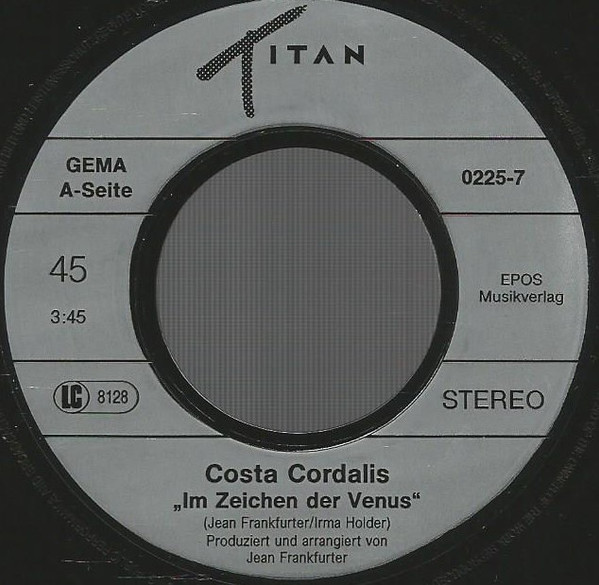 TITAN
GEMA
A-Seite
0225-7
45
3:45
EPOS
Musikverlag
LC 8128
STEREO
Costa Cordalis
„Im Zeichen der Venus“
(Jean Frankfurter/Irma Holder)
Produziert und arrangiert von
Jean Frankfurter